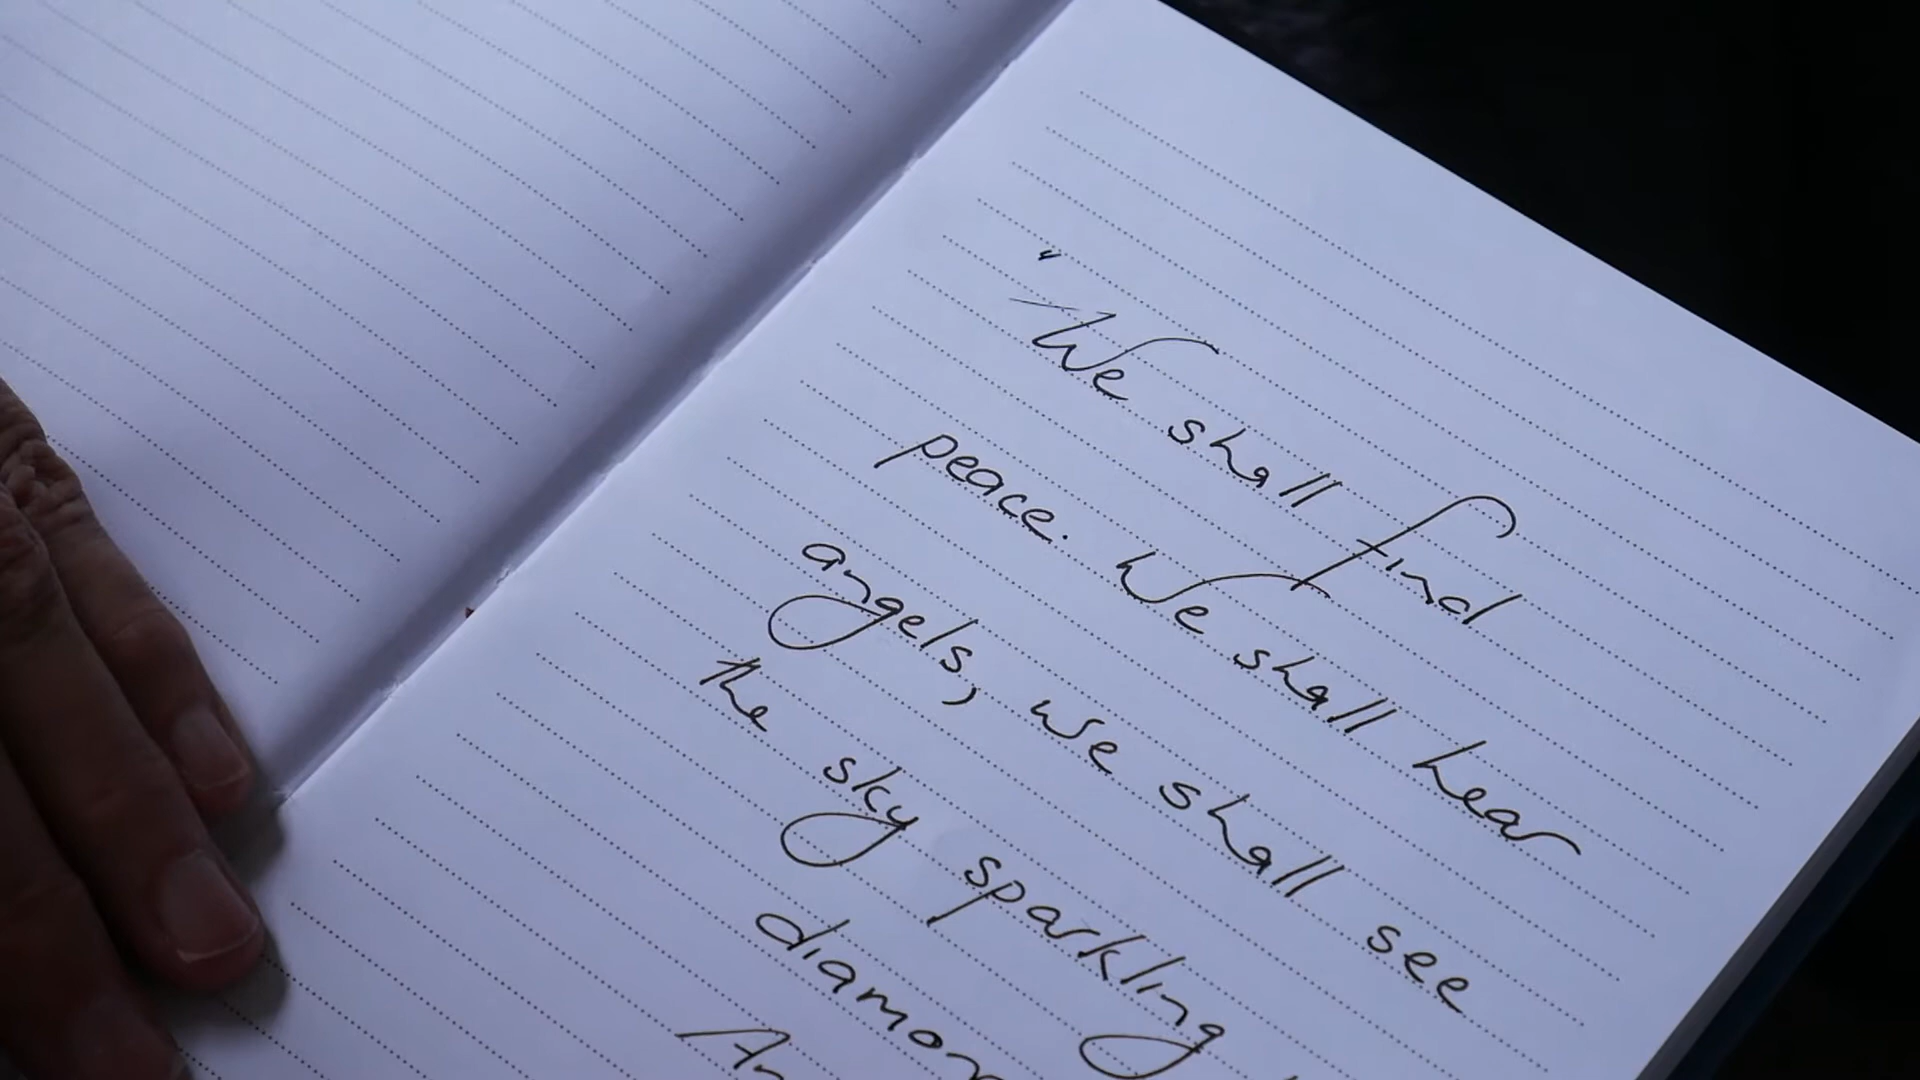 "We shall find
peace. We shall hear
angels, we shall see
the sky sparkling